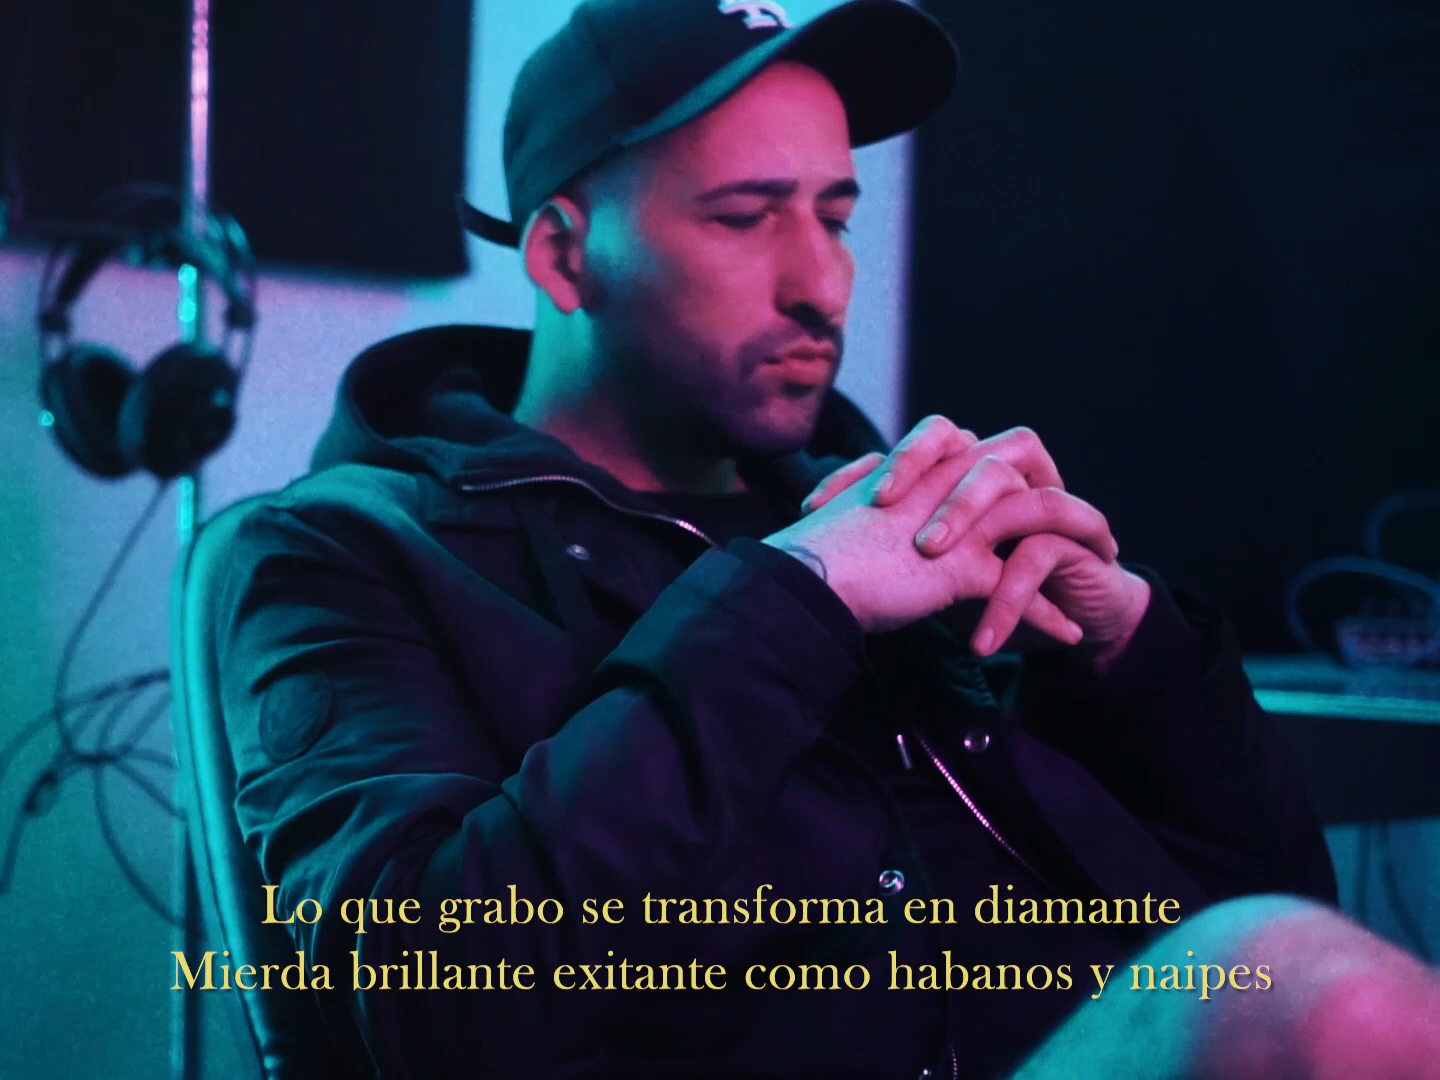 Lo que grabo se transforma en diamante
Mierda brillante exitante como habanos y naipes